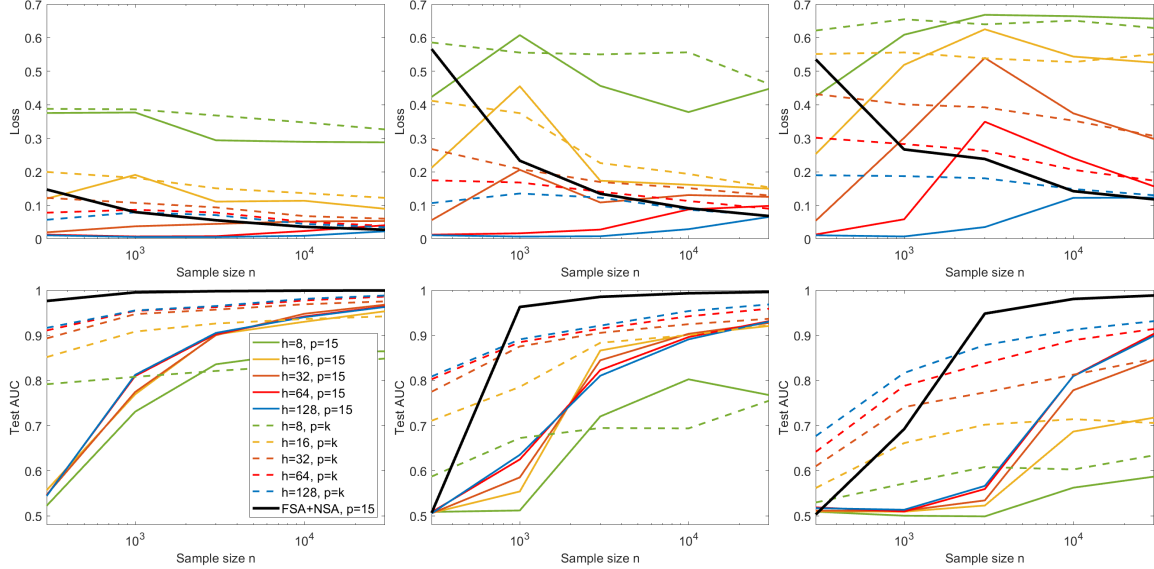 0.7
0.6
0.5
0.4
0.3
0.2
0.1
0
Loss
10³
10⁴
Sample size n
0.7
0.6
0.5
0.4
0.3
0.2
0.1
0
Loss
10³
10⁴
Sample size n
0.7
0.6
0.5
0.4
0.3
0.2
0.1
0
Loss
10³
10⁴
Sample size n
1
0.9
0.8
0.7
0.6
0.5
Test AUC
10³
10⁴
Sample size n
h=8, p=15
h=16, p=15
h=32, p=15
h=64, p=15
h=128, p=15
h=8, p=k
h=16, p=k
h=32, p=k
h=64, p=k
h=128, p=k
FSA+NSA, p=15
1
0.9
0.8
0.7
0.6
0.5
Test AUC
10³
10⁴
Sample size n
1
0.9
0.8
0.7
0.6
0.5
Test AUC
10³
10⁴
Sample size n